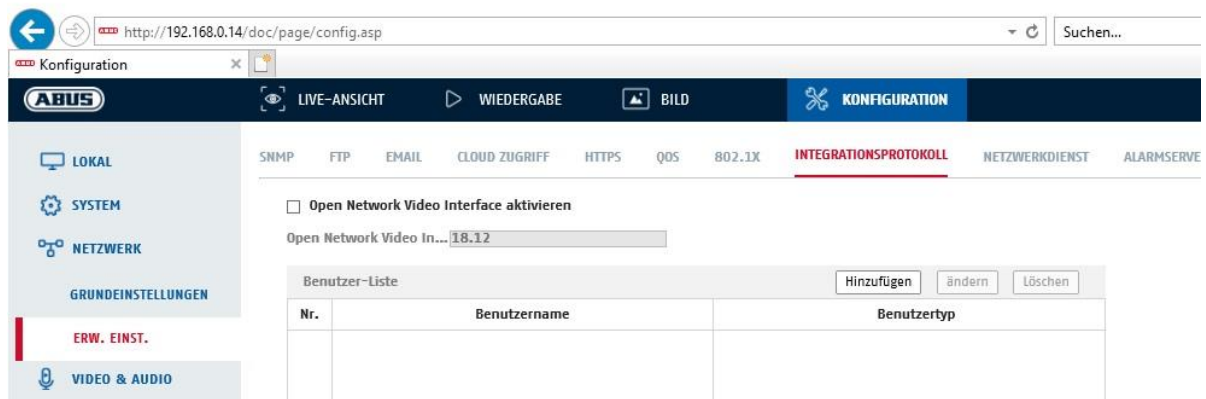 http://192.168.0.14/doc/page/config.asp Suchen...
Konfiguration
ABUS LIVE-ANSICHT WIEDERGABE BILD KONFIGURATION
LOKAL
SYSTEM
NETZWERK
GRUNDEINSTELLUNGEN
ERW. EINST.
VIDEO & AUDIO
SNMP FTP EMAIL CLOUD ZUGRIFF HTTPS QOS 802.1X INTEGRATIONSPROTOKOLL NETZWERKDIENST ALARMSERVE
Open Network Video Interface aktivieren
Open Network Video In... 18.12
Benutzer-Liste Hinzufügen ändern Löschen
Nr. Benutzername Benutzertyp